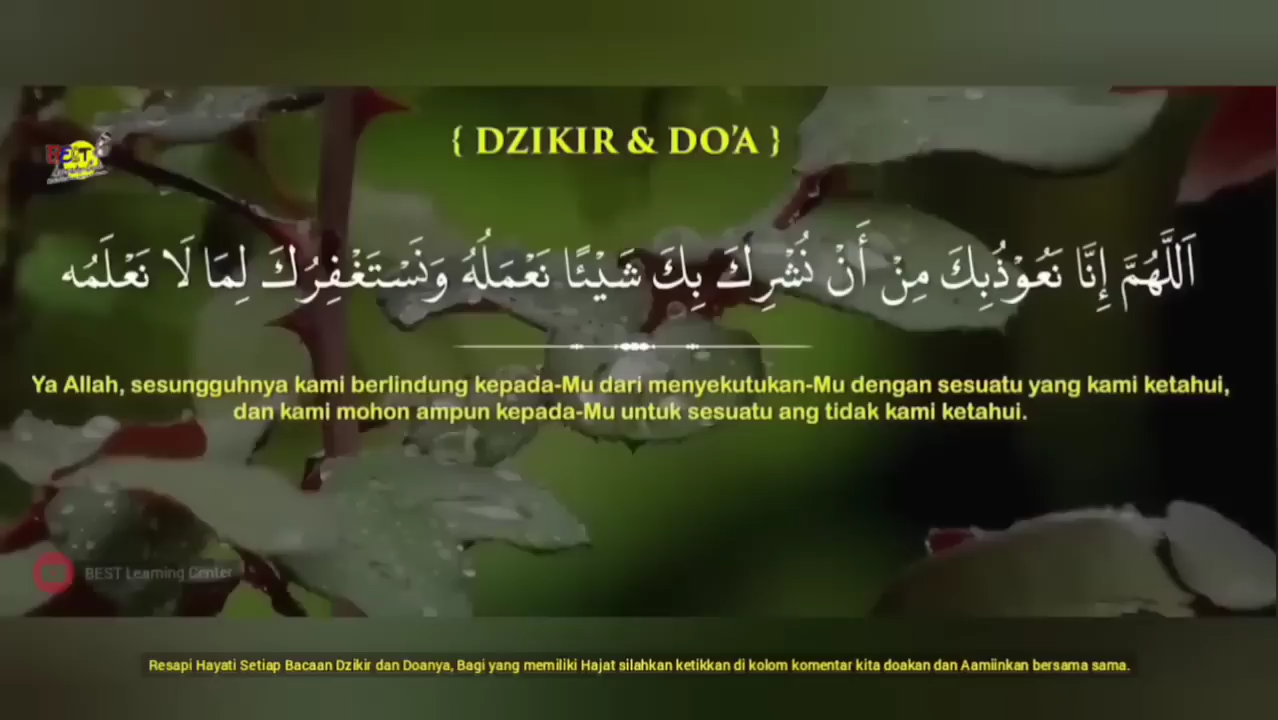 { DZIKIR & DO'A }
BEST
اَللَّهُمَّ إِنَّا نَعُوْذُبِكَ مِنْ أَنْ نُشْرِكَ بِكَ شَيْئًا نَعْمَلُهُ وَنَسْتَغْفِرُكَ لِمَا لَا نَعْلَمُه
Ya Allah, sesungguhnya kami berlindung kepada-Mu dari menyekutukan-Mu dengan sesuatu yang kami ketahui,
dan kami mohon ampun kepada-Mu untuk sesuatu ang tidak kami ketahui.
BEST Learning Center
Resapi Hayati Setiap Bacaan Dzikir dan Doanya, Bagi yang memiliki Hajat silahkan ketikkan di kolom komentar kita doakan dan Aamiinkan bersama sama.